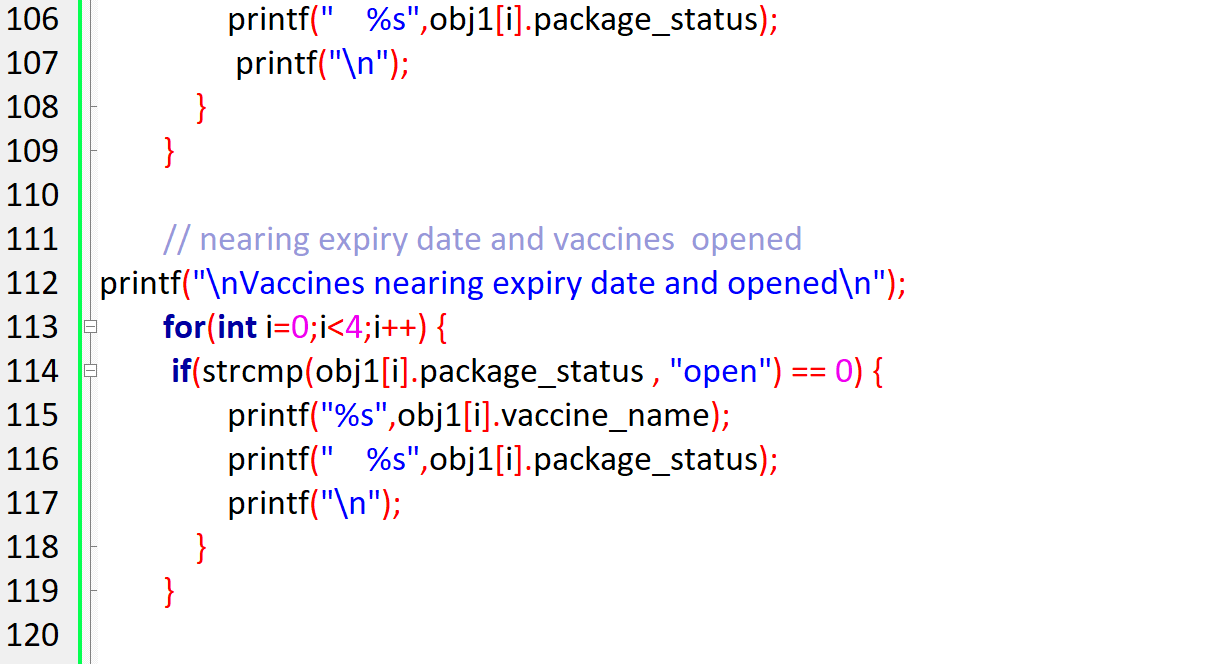 106 printf("    %s",obj1[i].package_status);
107 printf("\n");
108 }
109 }
110
111 // nearing expiry date and vaccines  opened
112 printf("\nVaccines nearing expiry date and opened\n");
113 for(int i=0;i<4;i++) {
114 if(strcmp(obj1[i].package_status , "open") == 0) {
115 printf("%s",obj1[i].vaccine_name);
116 printf("    %s",obj1[i].package_status);
117 printf("\n");
118 }
119 }
120